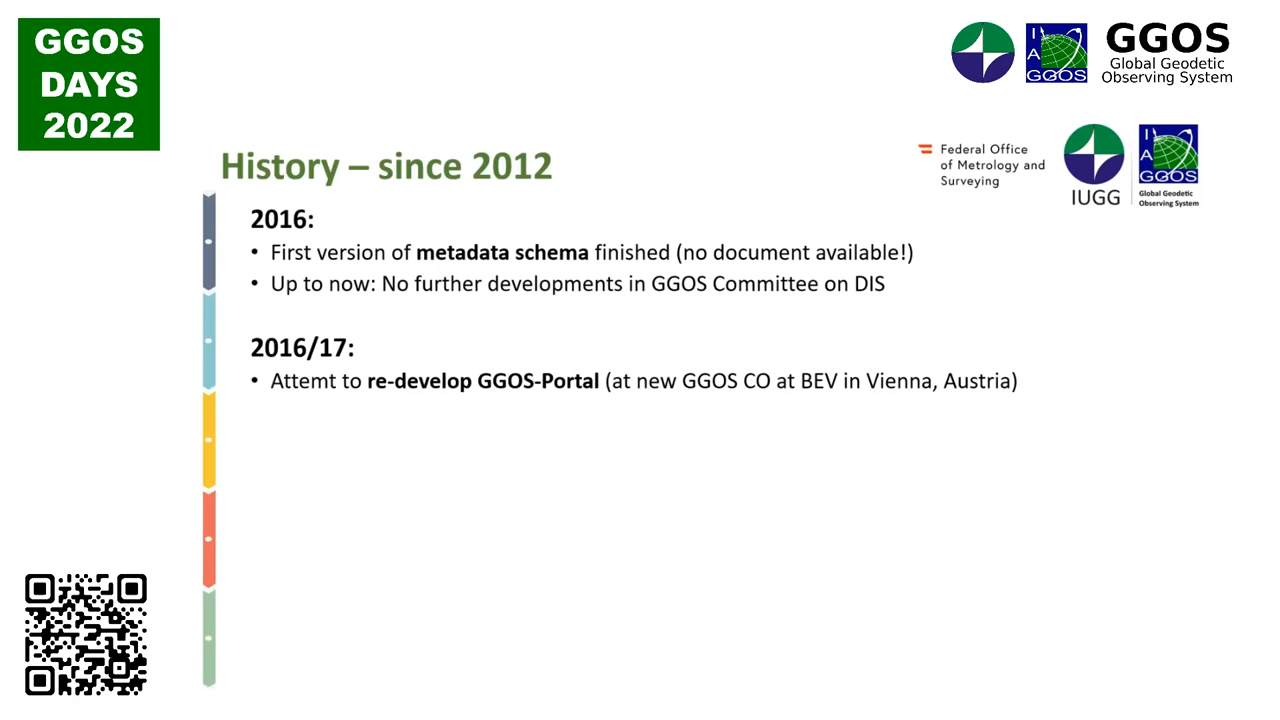 GGOS
DAYS
2022
I
A
GGOS
GGOS
Global Geodetic
Observing System
History – since 2012
Federal Office
of Metrology and
Surveying
IUGG
I
A
GGOS
Global Geodetic
Observing System
2016:
• First version of metadata schema finished (no document available!)
• Up to now: No further developments in GGOS Committee on DIS
2016/17:
• Attemt to re-develop GGOS-Portal (at new GGOS CO at BEV in Vienna, Austria)